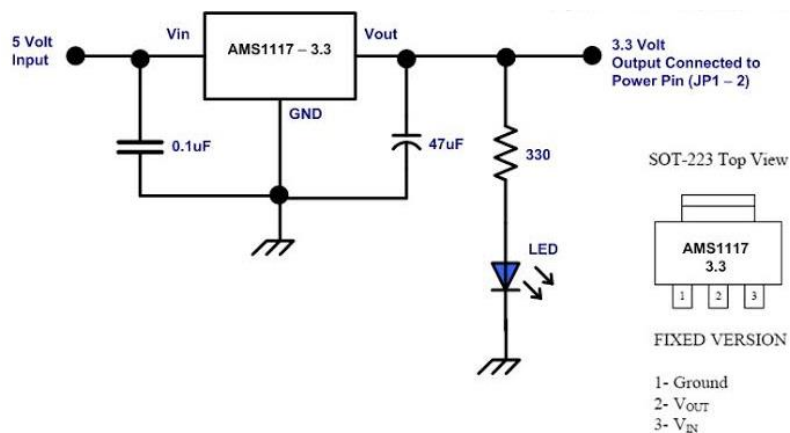 5 Volt
Input
Vin
AMS1117 – 3.3
Vout
3.3 Volt
Output Connected to
Power Pin (JP1 – 2)
GND
0.1uF
47uF
330
LED
SOT-223 Top View
AMS1117
3.3
1 2 3
FIXED VERSION
1- Ground
2- VOUT
3- VIN